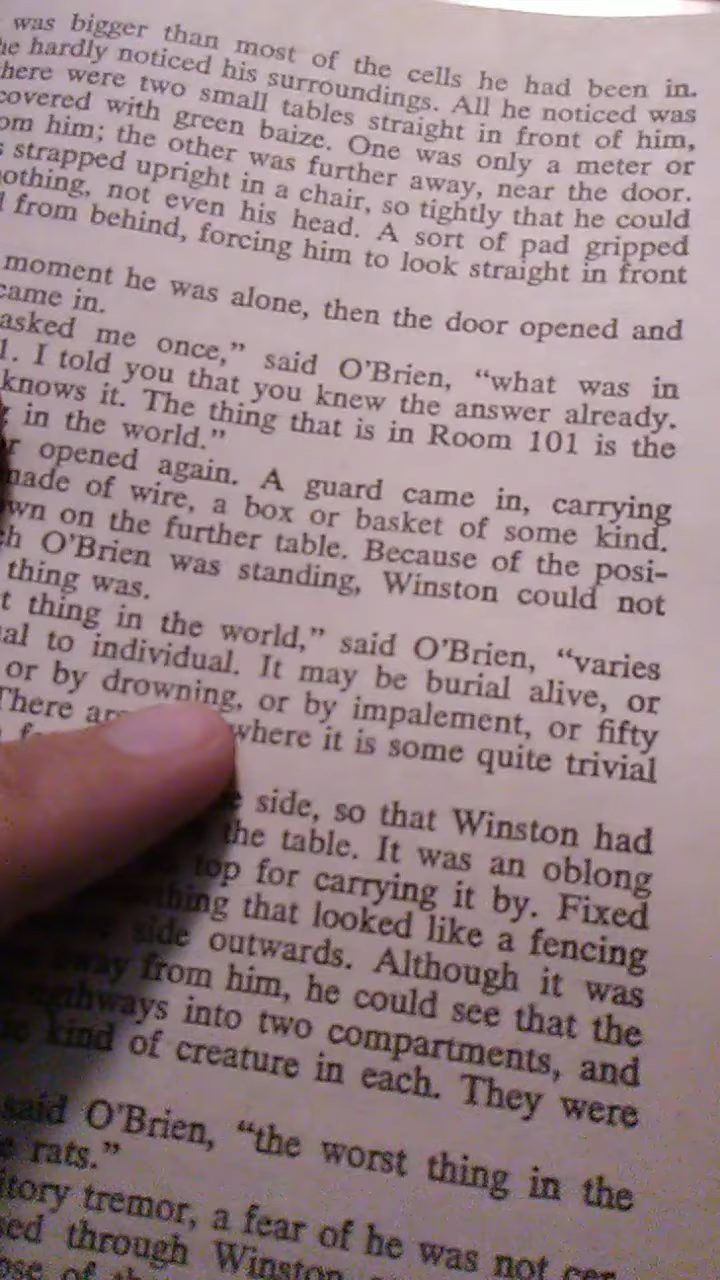 was bigger than most of the cells he had been in.
he hardly noticed his surroundings. All he noticed was
here were two small tables straight in front of him,
covered with green baize. One was only a meter or
om him; the other was further away, near the door.
s strapped upright in a chair, so tightly that he could
othing, not even his head. A sort of pad gripped
l from behind, forcing him to look straight in front
moment he was alone, then the door opened and
came in.
asked me once,” said O’Brien, “what was in
1. I told you that you knew the answer already.
knows it. The thing that is in Room 101 is the
g in the world.”
r opened again. A guard came in, carrying
made of wire, a box or basket of some kind.
wn on the further table. Because of the posi-
ch O’Brien was standing, Winston could not
thing was.
t thing in the world,” said O’Brien, “varies
al to individual. It may be burial alive, or
or by drowning, or by impalement, or fifty
There where it is some quite trivial
side, so that Winston had
the table. It was an oblong
top for carrying it by. Fixed
thing that looked like a fencing
side outwards. Although it was
away from him, he could see that the
ngthways into two compartments, and
kind of creature in each. They were
said O’Brien, “the worst thing in the
e rats.”
itory tremor, a fear of he was not cer-
sed through Winston